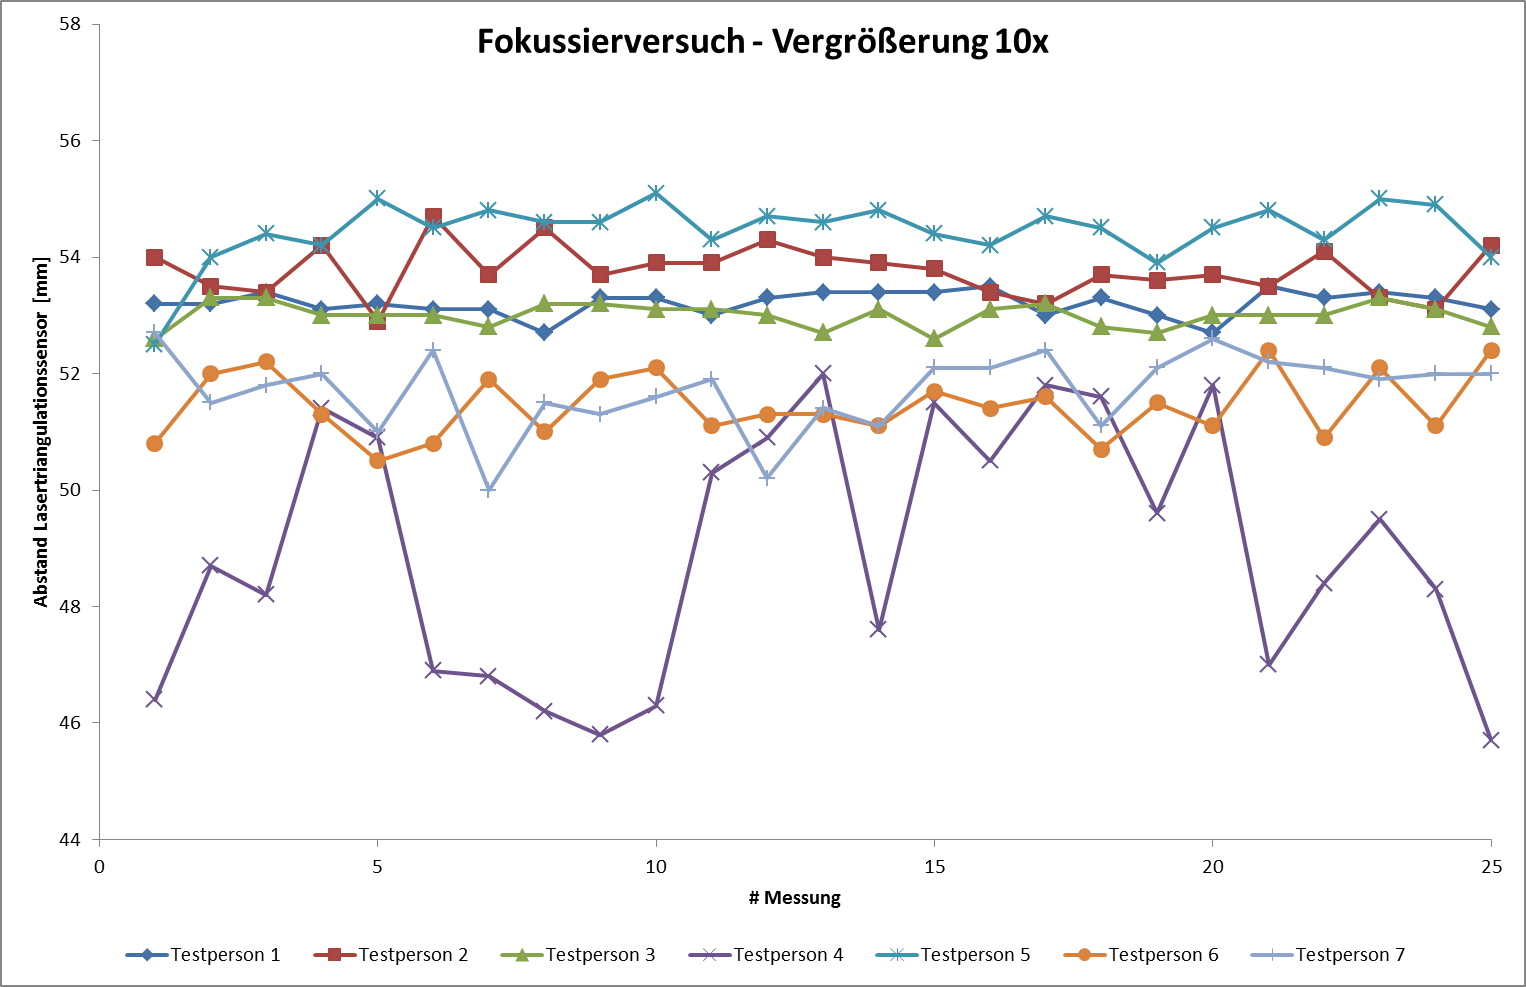 Fokussierversuch - Vergrößerung 10x
58
56
54
52
50
48
46
44
Abstand Lasertriangulationssensor [mm]
0 5 10 15 20 25
# Messung
Testperson 1 Testperson 2 Testperson 3 Testperson 4 Testperson 5 Testperson 6 Testperson 7